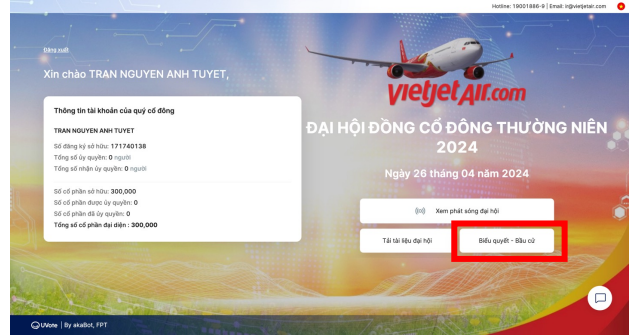 Hotline: 19001886-9 | Email: ir@vietjetair.com
Đăng xuất
Xin chào TRAN NGUYEN ANH TUYET,
Thông tin tài khoản của quý cổ đông
TRAN NGUYEN ANH TUYET
Số đăng ký sở hữu: 171740138
Tổng số ủy quyền: 0 người
Tổng số nhận ủy quyền: 0 người
Số cổ phần sở hữu: 300,000
Số cổ phần được ủy quyền: 0
Số cổ phần đã ủy quyền: 0
Tổng số cổ phần đại diện : 300,000
vietjet Air.com
ĐẠI HỘI ĐỒNG CỔ ĐÔNG THƯỜNG NIÊN
2024
Ngày 26 tháng 04 năm 2024
Xem phát sóng đại hội
Tải tài liệu đại hội
Biểu quyết - Bầu cử
UVote | By akaBot, FPT